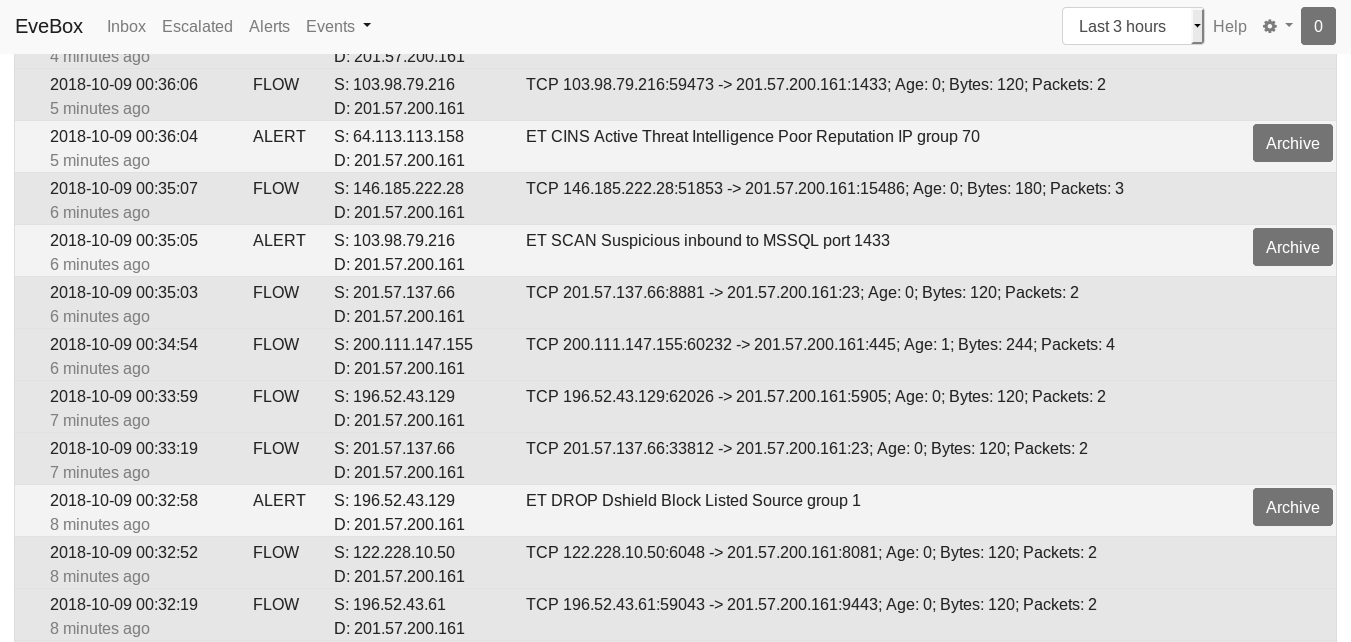 EveBox Inbox Escalated Alerts Events Last 3 hours Help 0
4 minutes ago D: 201.57.200.161
2018-10-09 00:36:06 FLOW S: 103.98.79.216 TCP 103.98.79.216:59473 -> 201.57.200.161:1433; Age: 0; Bytes: 120; Packets: 2
5 minutes ago D: 201.57.200.161
2018-10-09 00:36:04 ALERT S: 64.113.113.158 ET CINS Active Threat Intelligence Poor Reputation IP group 70 Archive
5 minutes ago D: 201.57.200.161
2018-10-09 00:35:07 FLOW S: 146.185.222.28 TCP 146.185.222.28:51853 -> 201.57.200.161:15486; Age: 0; Bytes: 180; Packets: 3
6 minutes ago D: 201.57.200.161
2018-10-09 00:35:05 ALERT S: 103.98.79.216 ET SCAN Suspicious inbound to MSSQL port 1433 Archive
6 minutes ago D: 201.57.200.161
2018-10-09 00:35:03 FLOW S: 201.57.137.66 TCP 201.57.137.66:8881 -> 201.57.200.161:23; Age: 0; Bytes: 120; Packets: 2
6 minutes ago D: 201.57.200.161
2018-10-09 00:34:54 FLOW S: 200.111.147.155 TCP 200.111.147.155:60232 -> 201.57.200.161:445; Age: 1; Bytes: 244; Packets: 4
6 minutes ago D: 201.57.200.161
2018-10-09 00:33:59 FLOW S: 196.52.43.129 TCP 196.52.43.129:62026 -> 201.57.200.161:5905; Age: 0; Bytes: 120; Packets: 2
7 minutes ago D: 201.57.200.161
2018-10-09 00:33:19 FLOW S: 201.57.137.66 TCP 201.57.137.66:33812 -> 201.57.200.161:23; Age: 0; Bytes: 120; Packets: 2
7 minutes ago D: 201.57.200.161
2018-10-09 00:32:58 ALERT S: 196.52.43.129 ET DROP Dshield Block Listed Source group 1 Archive
8 minutes ago D: 201.57.200.161
2018-10-09 00:32:52 FLOW S: 122.228.10.50 TCP 122.228.10.50:6048 -> 201.57.200.161:8081; Age: 0; Bytes: 120; Packets: 2
8 minutes ago D: 201.57.200.161
2018-10-09 00:32:19 FLOW S: 196.52.43.61 TCP 196.52.43.61:59043 -> 201.57.200.161:9443; Age: 0; Bytes: 120; Packets: 2
8 minutes ago D: 201.57.200.161